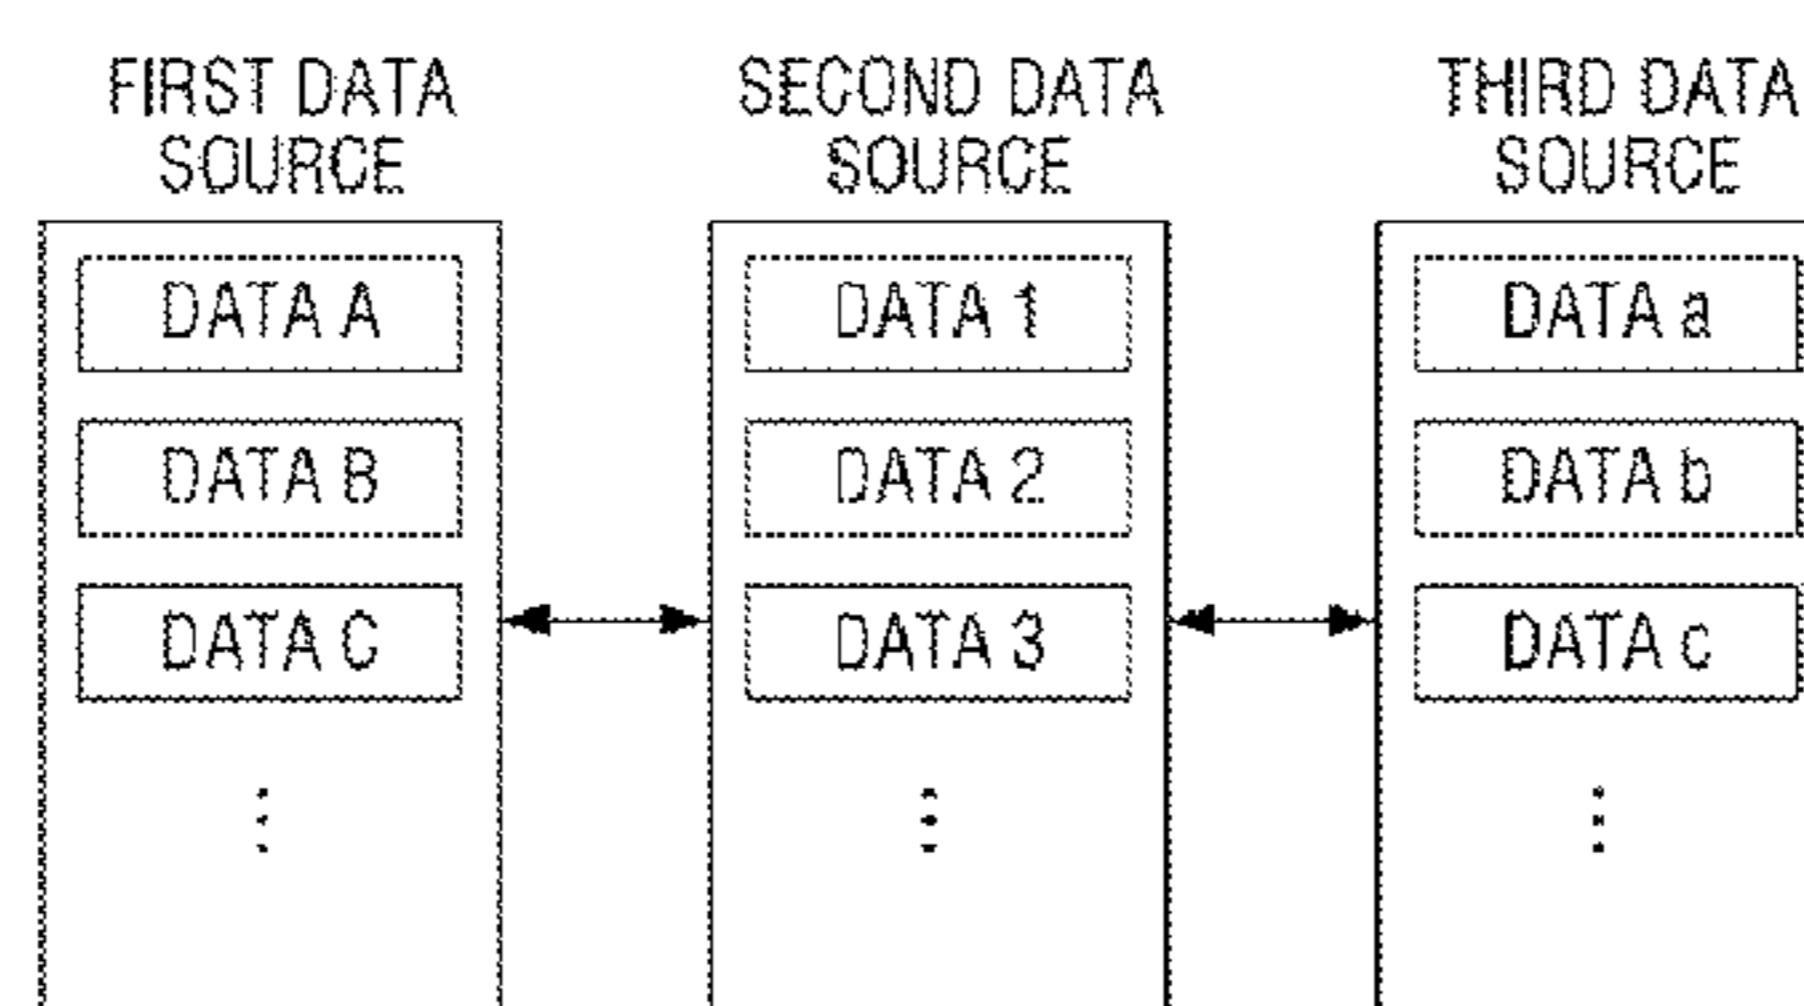 FIRST DATA
SOURCE
DATA A
DATA B
DATA C
SECOND DATA
SOURCE
DATA 1
DATA 2
DATA 3
THIRD DATA
SOURCE
DATA a
DATA b
DATA c